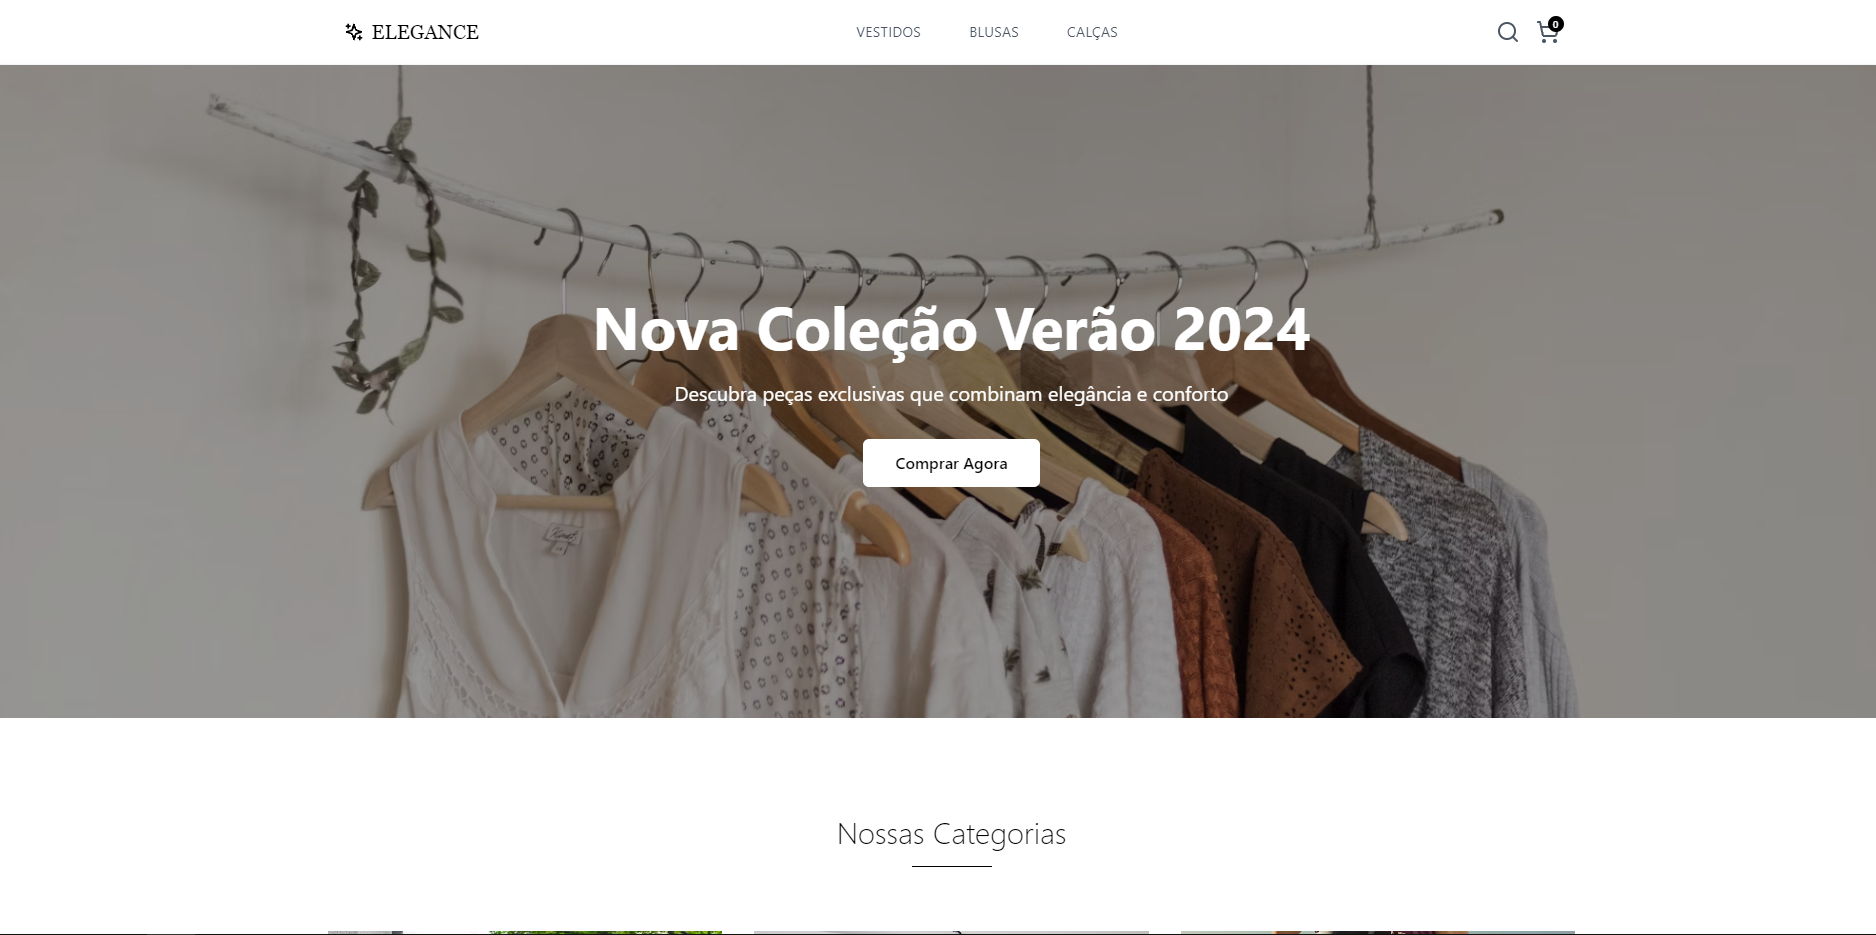 ELEGANCE
VESTIDOS BLUSAS CALÇAS
0
Nova Coleção Verão 2024
Descubra peças exclusivas que combinam elegância e conforto
Comprar Agora
Nossas Categorias